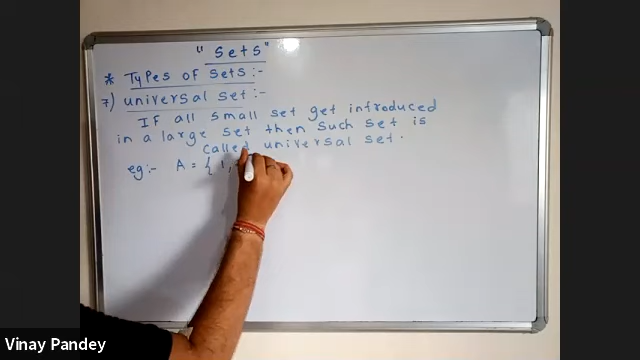 "Sets"
* Types of sets:-
7) universal set:-
IF all small set get introduced
in a large set then such set is
called universal set.
eg:- A = { 1,
Vinay Pandey